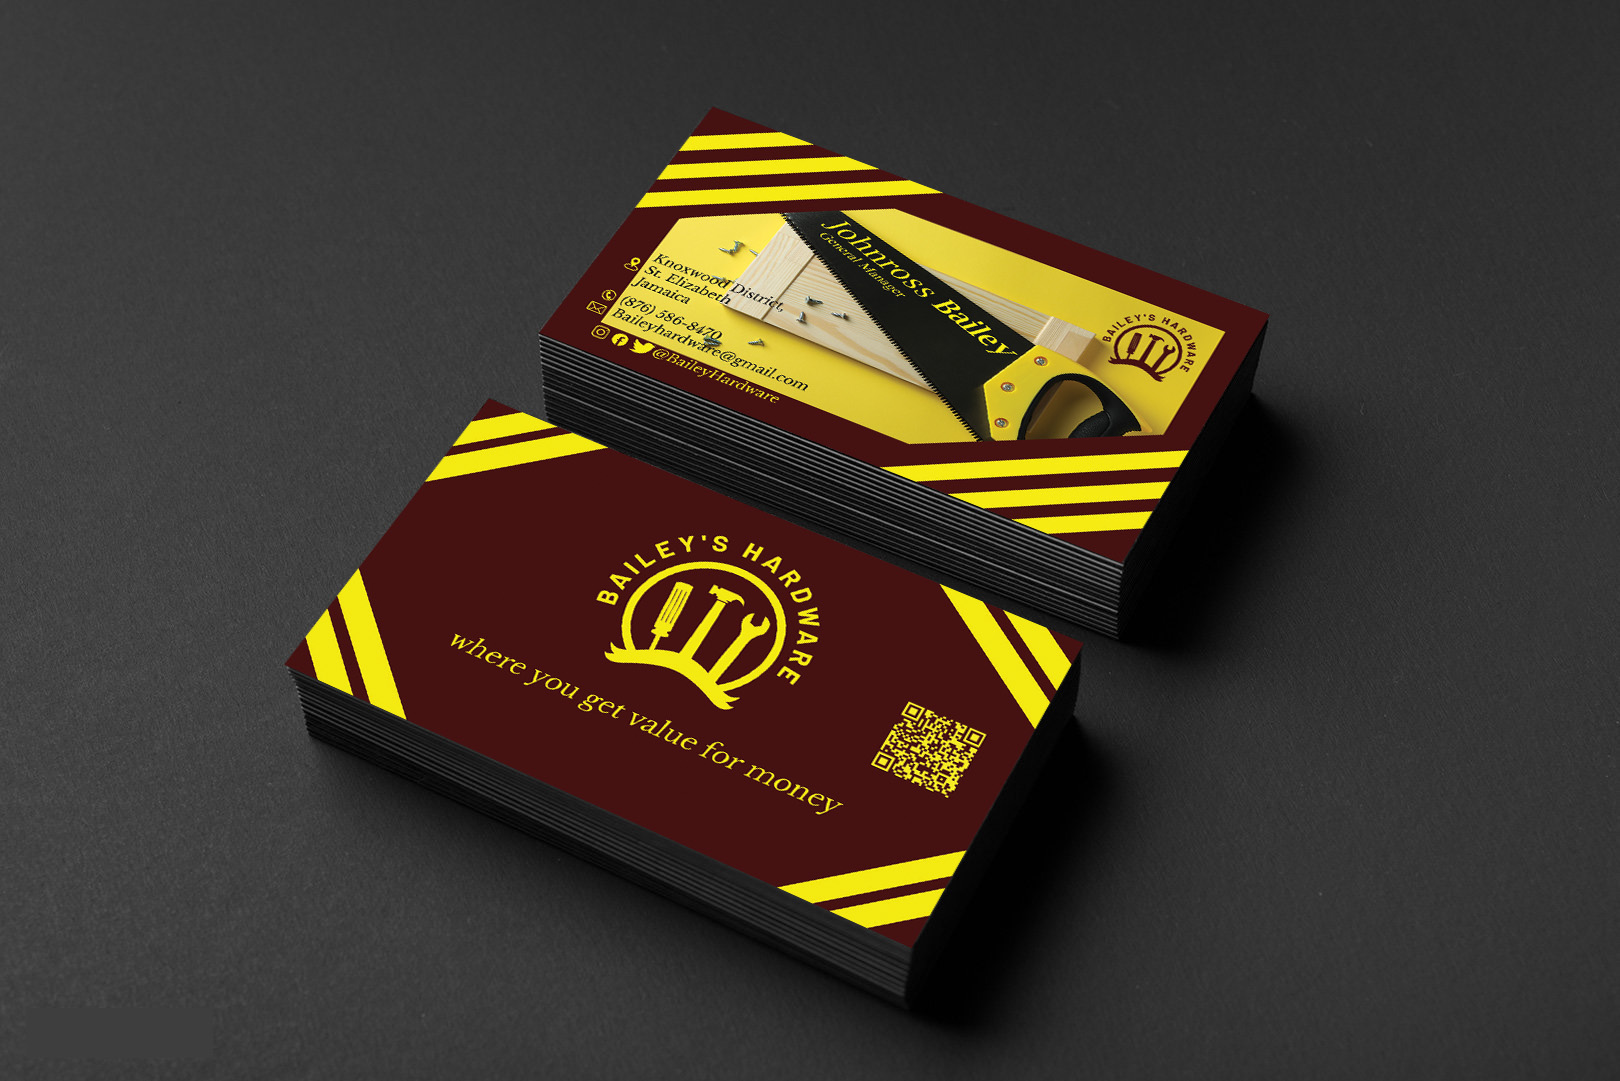 Johnross Bailey
General Manager
BAILEY'S HARDWARE
Knoxwood District,
St. Elizabeth
Jamaica
(876) 586-8470
Baileyhardware@gmail.com
@BaileyHardware
BAILEY'S HARDWARE
where you get value for money